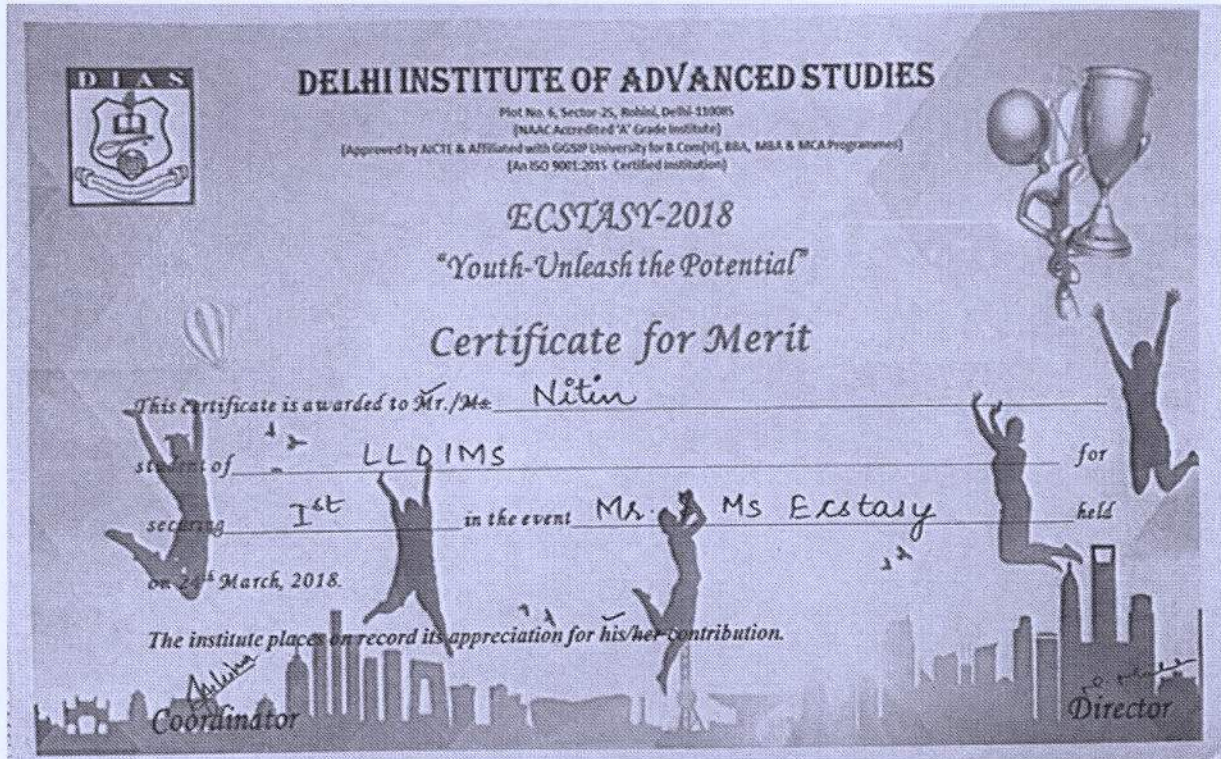 DIAS
DELHI INSTITUTE OF ADVANCED STUDIES
Plot No. 6, Sector-25, Rohini, Delhi-110085
(NAAC Accredited 'A' Grade Institute)
(Approved by AICTE & Affiliated with GGSIP University for B.Com(H), BBA, MBA & MCA Programmes)
(An ISO 9001:2015 Certified Institution)
ECSTASY-2018
"Youth-Unleash the Potential"
Certificate for Merit
This certificate is awarded to Mr./Ms. Nitin
student of LLDIMS for
securing Ist in the event Mr. & Ms Ecstasy held
on 24th March, 2018.
The institute places on record its appreciation for his/her contribution.
Coordinator Director